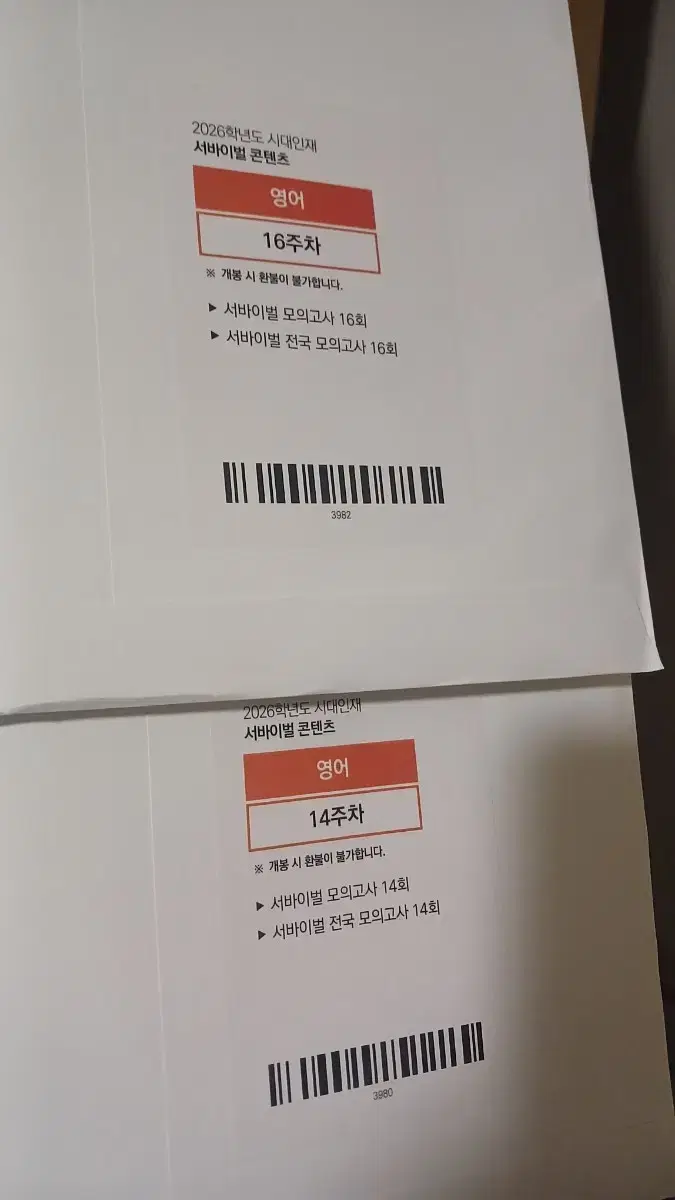 2026학년도 시대인재
서바이벌 콘텐츠
영어
16주차
※ 개봉 시 환불이 불가합니다.
▶ 서바이벌 모의고사 16회
▶ 서바이벌 전국 모의고사 16회
3982
2026학년도 시대인재
서바이벌 콘텐츠
영어
14주차
※ 개봉 시 환불이 불가합니다.
▶ 서바이벌 모의고사 14회
▶ 서바이벌 전국 모의고사 14회
3980